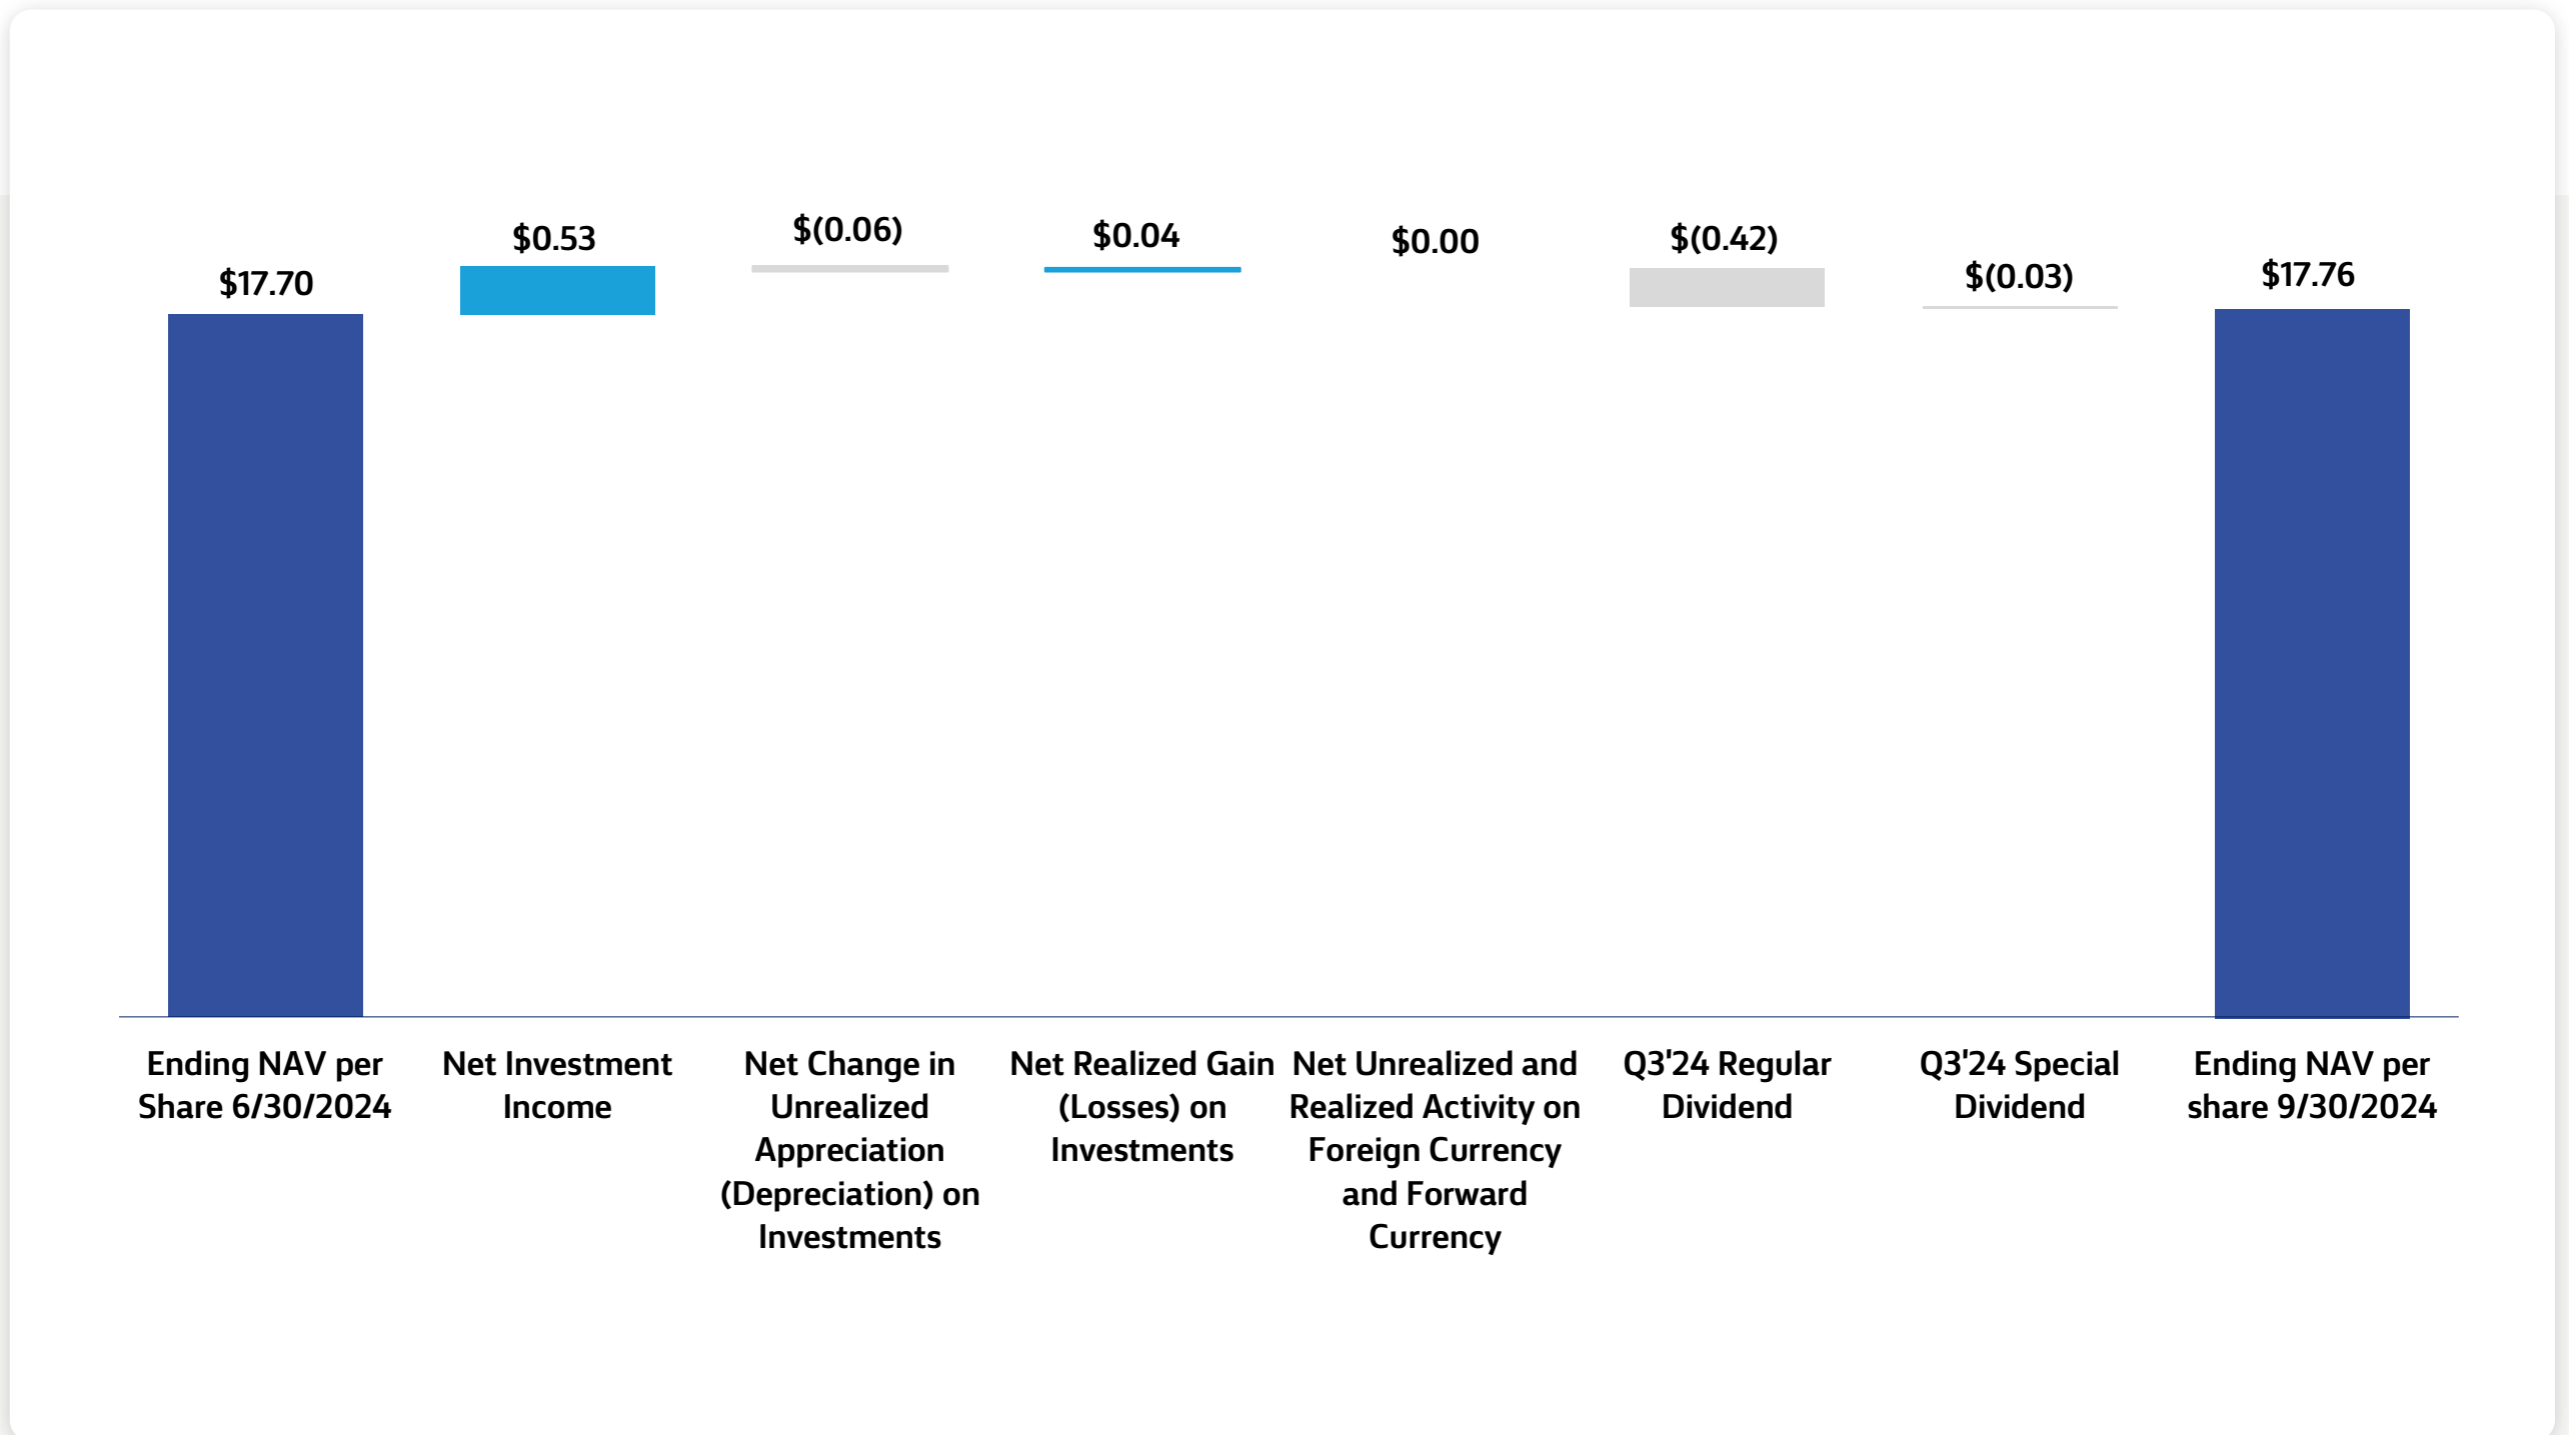 $17.70
$0.53
$(0.06)
$0.04
$0.00
$(0.42)
$(0.03)
$17.76
Ending NAV per
Share 6/30/2024
Net Investment
Income
Net Change in
Unrealized
Appreciation
(Depreciation) on
Investments
Net Realized Gain
(Losses) on
Investments
Net Unrealized and
Realized Activity on
Foreign Currency
and Forward
Currency
Q3'24 Regular
Dividend
Q3'24 Special
Dividend
Ending NAV per
share 9/30/2024